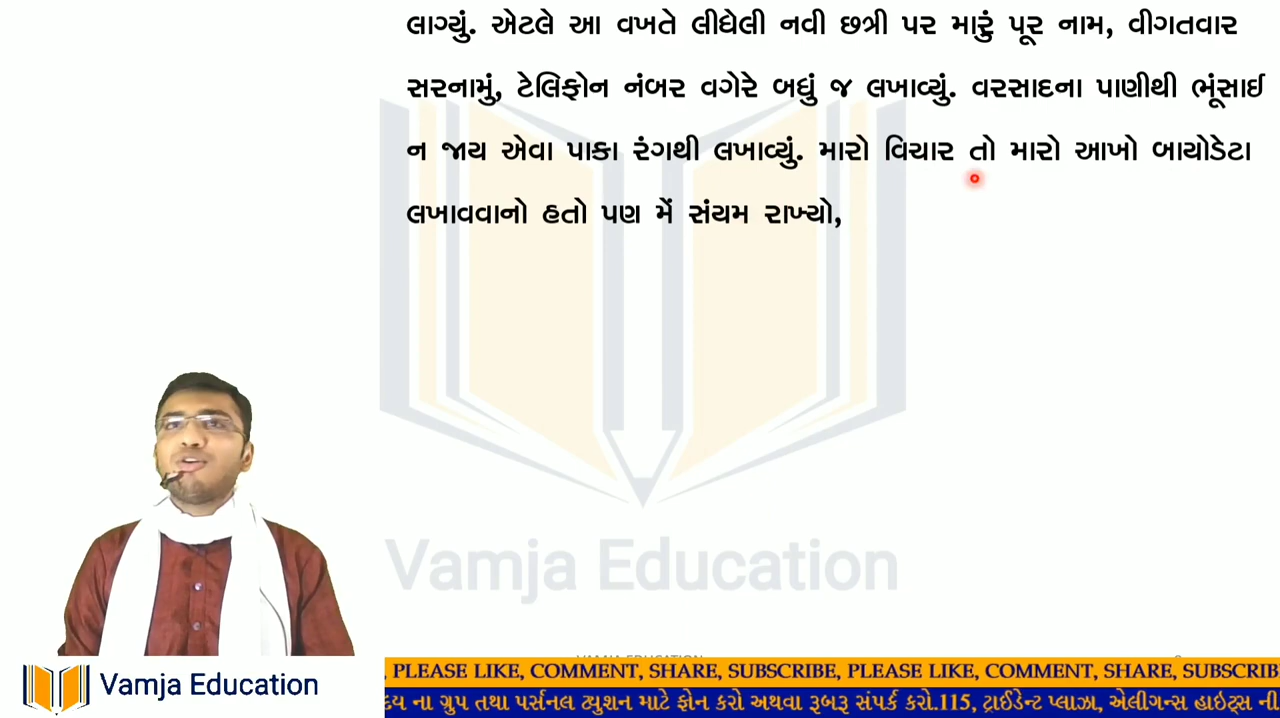 લાગ્યું. એટલે આ વખતે લીધેલી નવી છત્રી પર મારું પૂર નામ, વીગતવાર
સરનામું, ટેલિફોન નંબર વગેરે બધું જ લખાવ્યું. વરસાદના પાણીથી ભૂંસાઈ
ન જાય એવા પાકા રંગથી લખાવ્યું. મારો વિચાર તો મારો આખો બાયોડેટા
લખાવવાનો હતો પણ મેં સંયમ રાખ્યો,
Vamja Education
Vamja Education
, PLEASE LIKE, COMMENT, SHARE, SUBSCRIBE, PLEASE LIKE, COMMENT, SHARE, SUBSCRIB
દય ના ગ્રુપ તથા પર્સનલ ટ્યુશન માટે ફોન કરો અથવા રૂબરૂ સંપર્ક કરો.115, ટ્રાઈડેન્ટ પ્લાઝા, એલીગન્સ હાઇટ્સ ની